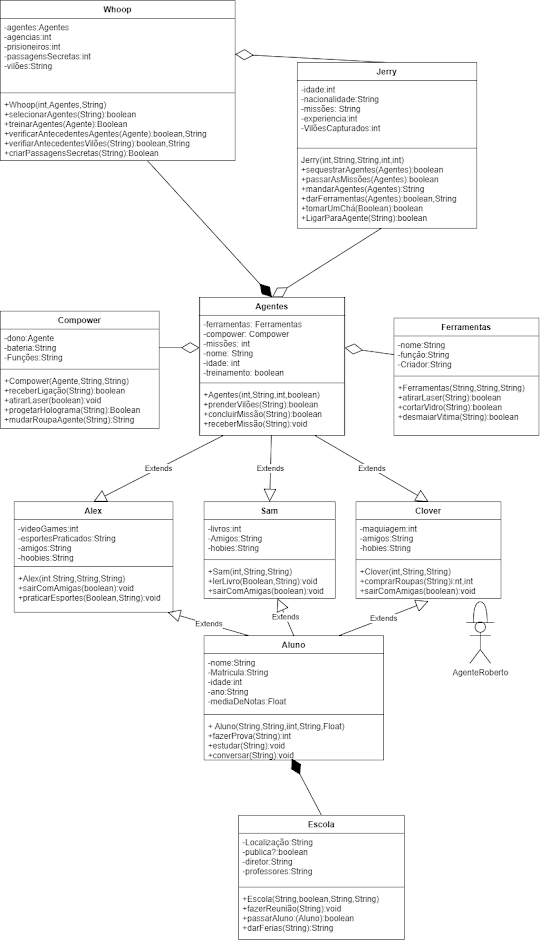 Whoop
-agentes:Agentes
-agencias:int
-prisioneiros:int
-passagensSecretas:int
-vilões:String
+Whoop(int,Agentes,String)
+selecionarAgentes(String):boolean
+treinarAgentes(Agente):Boolean
+verificarAntecedentesAgentes(Agente):boolean,String
+verifiarAntecedentesVilões(String):boolean,String
+criarPassagensSecretas(String):Boolean
Jerry
-idade:int
-nacionalidade:String
-missões: String
-experiencia:int
-VilõesCapturados:int
Jerry(int,String,String,int,int)
+sequestrarAgentes(Agentes):boolean
+passarAsMissões(Agentes):boolean
+mandarAgentes(Agentes):String
+darFerramentas(Agentes):boolean,String
+tomarUmChá(Boolean):boolean
+LigarParaAgente(String):boolean
Compower
-dono:Agente
-bateria:String
-Funções:String
+Compower(Agente,String,String)
+receberLigação(String):boolean
+atirarLaser(boolean):void
+progetarHolograma(String):Boolean
+mudarRoupaAgente(String):String
Agentes
-ferramentas: Ferramentas
-compower: Compower
-missões: int
-nome: String
-idade: int
-treinamento: boolean
+Agentes(int,String,int,boolean)
+prenderVilões(String):boolean
+concluirMissão(String):boolean
+receberMissão(String):void
Ferramentas
-nome:String
-função:String
-Criador:String
+Ferramentas(String,String,String)
+atirarLaser(String):boolean
+cortarVidro(String):boolean
+desmaiarVitima(String):boolean
Extends
Extends
Extends
Alex
-videoGames:int
-esportesPraticados:String
-amigos:String
-hoobies:String
+Alex(int,String,String,String)
+sairComAmigas(boolean):void
+praticarEsportes(Boolean,String):void
Sam
-livros:int
-Amigos:String
-hobies:String
+Sam(int,String,String)
+lerLivro(Boolean,String):void
+sairComAmigas(boolean):void
Clover
-maquiagem:int
-amigos:String
-hobies:String
+Clover(int,String,String)
+comprarRoupas(String)i:nt,int
+sairComAmigas(boolean):void
Extends
Extends
Extends
AgenteRoberto
Aluno
-nome:String
-Matricula:String
-idade:int
-ano:String
-mediaDeNotas:Float
+ Aluno(String,String,iint,String,Float)
+fazerProva(String):int
+estudar(String):void
+conversar(String):void
Escola
-Localização:String
-publica?:boolean
-diretor:String
-professores:String
+Escola(String,boolean,String,String)
+fazerReunião(String):void
+passarAluno:(Aluno):boolean
+darFerias(String):String